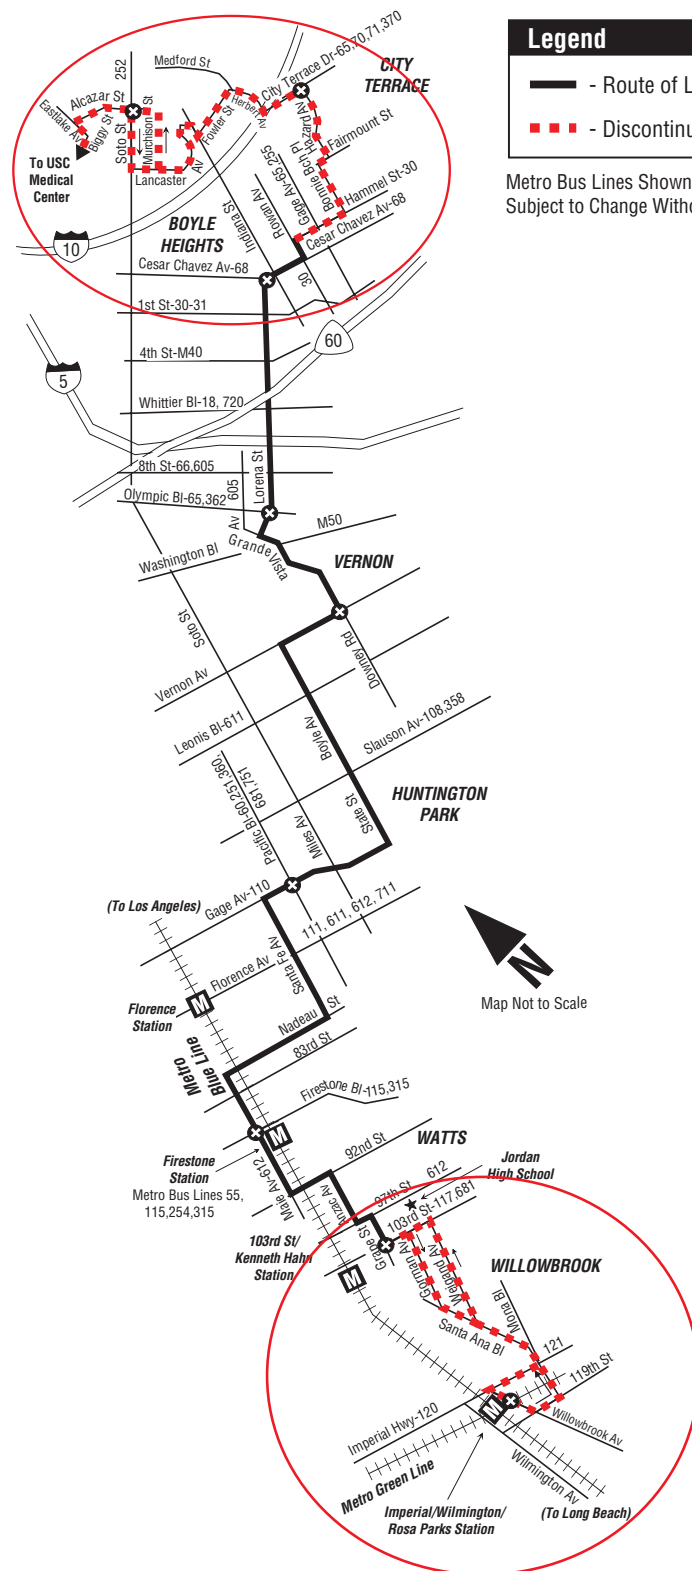 Legend
- Route of L
- Discontinu
Metro Bus Lines Shown
Subject to Change Witho
252
Medford St
City Terrace Dr-65,70,71,370
CITY
TERRACE
Alcazar St
Eastlake Av
Biggy St
Soto St
Murchison St
Fowler St
Herbert Av
Hazard Av
Fairmount St
To USC
Medical
Center
Lancaster
Av
Bonnie Bch Pl
Gage Av-65,255
Hammel St-30
Rowan Av
Indiana St
Cesar Chavez Av-68
BOYLE
HEIGHTS
10
Cesar Chavez Av-68
30
1st St-30-31
60
4th St-M40
5
Whittier Bl-18, 720
8th St-66,605
Lorena St
605
Olympic Bl-65,362
Av
M50
Grande Vista
Washington Bl
VERNON
Soto St
Downey Rd
Vernon Av
Leonis Bl-611
Boyle Av
Slauson Av-108,358
Pacific Bl-60,251,360,
681,751
Miles Av
State St
HUNTINGTON
PARK
(To Los Angeles)
Gage Av-110
111, 611, 612, 711
Santa Fe Av
Florence Av
N
Map Not to Scale
M
Florence
Station
Nadeau St
83rd St
Metro
Blue Line
Firestone Bl-115,315
M
WATTS
92nd St
Firestone
Station
Metro Bus Lines 55,
115,254,315
Maie Av-612
97th St
612
Jordan
High School
103rd St-117,681
Grape St
103rd St/
Kenneth Hahn
Station
M
Gorman Av
Weigand Av
WILLOWBROOK
Mona Bl
Santa Ana Bl
121
119th St
M
Imperial Hwy-120
Willowbrook Av
Metro Green Line
Wilmington Av
Imperial/Wilmington/
Rosa Parks Station
(To Long Beach)